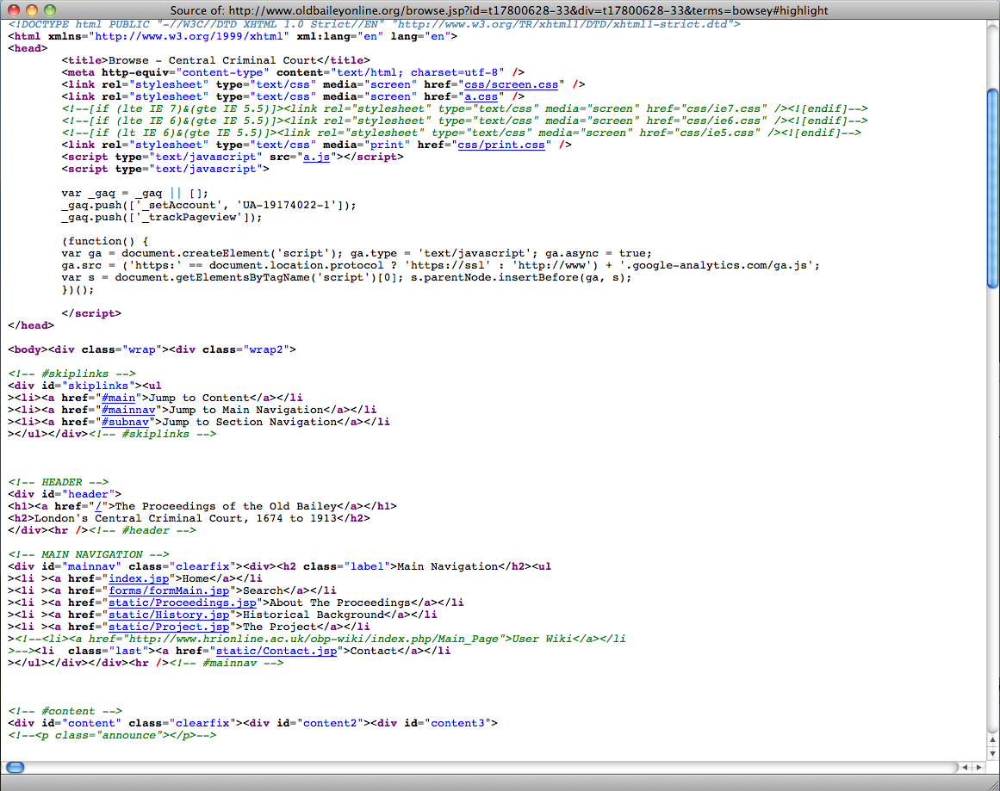 Source of: http://www.oldbaileyonline.org/browse.jsp?id=t17800628-33&div=t17800628-33&terms=bowsey#highlight
<!DOCTYPE html PUBLIC "-//W3C//DTD XHTML 1.0 Strict//EN" "http://www.w3.org/TR/xhtml1/DTD/xhtml1-strict.dtd">
<html xmlns="http://www.w3.org/1999/xhtml" xml:lang="en" lang="en">
<head>
<title>Browse - Central Criminal Court</title>
<meta http-equiv="content-type" content="text/html; charset=utf-8" />
<link rel="stylesheet" type="text/css" media="screen" href="css/screen.css" />
<link rel="stylesheet" type="text/css" media="screen" href="a.css" />
<!--[if (lte IE 7)&(gte IE 5.5)]><link rel="stylesheet" type="text/css" media="screen" href="css/ie7.css" /><![endif]-->
<!--[if (lte IE 6)&(gte IE 5.5)]><link rel="stylesheet" type="text/css" media="screen" href="css/ie6.css" /><![endif]-->
<!--[if (lt IE 6)&(gte IE 5.5)]><link rel="stylesheet" type="text/css" media="screen" href="css/ie5.css" /><![endif]-->
<link rel="stylesheet" type="text/css" media="print" href="css/print.css" />
<script type="text/javascript" src="a.js"></script>
<script type="text/javascript">
var _gaq = _gaq || [];
_gaq.push(['_setAccount', 'UA-19174022-1']);
_gaq.push(['_trackPageview']);
(function() {
var ga = document.createElement('script'); ga.type = 'text/javascript'; ga.async = true;
ga.src = ('https:' == document.location.protocol ? 'https://ssl' : 'http://www') + '.google-analytics.com/ga.js';
var s = document.getElementsByTagName('script')[0]; s.parentNode.insertBefore(ga, s);
})();
</script>
</head>
<body><div class="wrap"><div class="wrap2">
<!-- #skiplinks -->
<div id="skiplinks"><ul
><li><a href="#main">Jump to Content</a></li
><li><a href="#mainnav">Jump to Main Navigation</a></li
><li><a href="#subnav">Jump to Section Navigation</a></li
></ul></div><!-- #skiplinks -->
<!-- HEADER -->
<div id="header">
<h1><a href="/">The Proceedings of the Old Bailey</a></h1>
<h2>London's Central Criminal Court, 1674 to 1913</h2>
</div><hr /><!-- #header -->
<!-- MAIN NAVIGATION -->
<div id="mainnav" class="clearfix"><div><h2 class="label">Main Navigation</h2><ul
><li ><a href="index.jsp">Home</a></li
><li ><a href="forms/formMain.jsp">Search</a></li
><li ><a href="static/Proceedings.jsp">About The Proceedings</a></li
><li ><a href="static/History.jsp">Historical Background</a></li
><li ><a href="static/Project.jsp">The Project</a></li
><!--<li><a href="http://www.hrionline.ac.uk/obp-wiki/index.php/Main_Page">User Wiki</a></li
>--><li  class="last"><a href="static/Contact.jsp">Contact</a></li
></ul></div></div><hr /><!-- #mainnav -->
<!-- #content -->
<div id="content" class="clearfix"><div id="content2"><div id="content3">
<!--<p class="announce"></p>-->